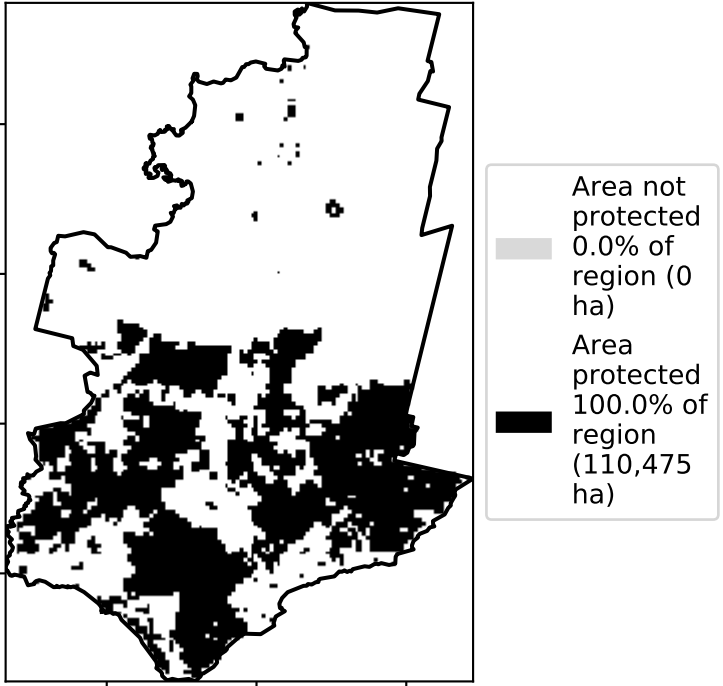 Area not
protected
0.0% of
region (0
ha)
Area
protected
100.0% of
region
(110,475
ha)